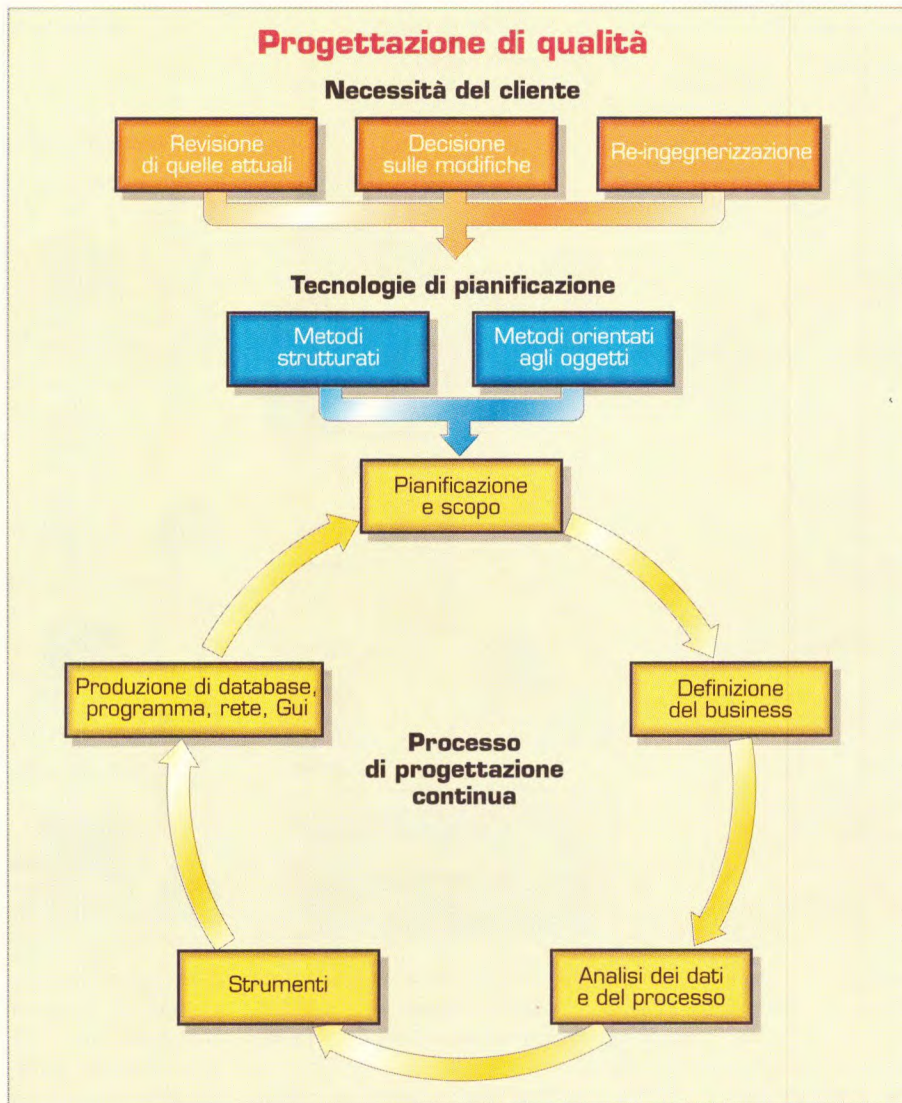 Progettazione di qualità
Necessità del cliente
Revisione
di quelle attuali
Decisione
sulle modifiche
Re-ingegnerizzazione
Tecnologie di pianificazione
Metodi
strutturati
Metodi orientati
agli oggetti
Pianificazione
e scopo
Produzione di database,
programma, rete, Gui
Definizione
del business
Processo
di progettazione
continua
Strumenti
Analisi dei dati
e del processo